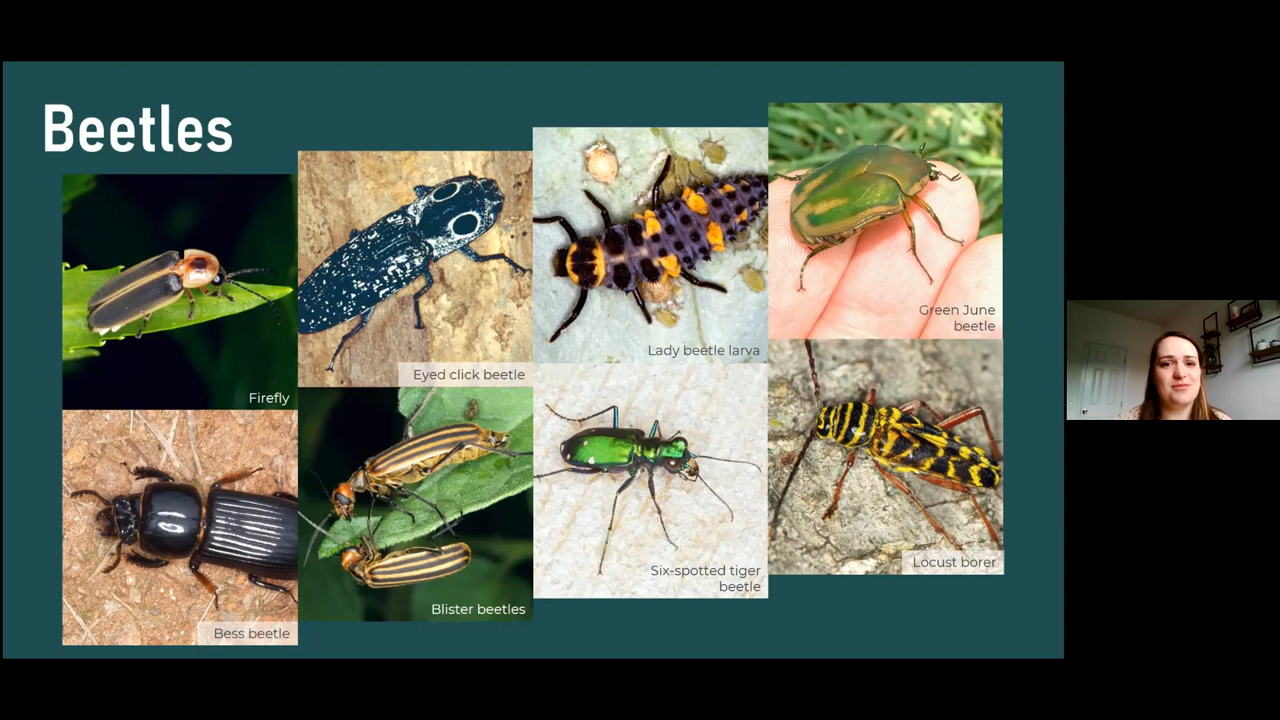 Beetles
Firefly
Eyed click beetle
Lady beetle larva
Green June
beetle
Bess beetle
Blister beetles
Six-spotted tiger
beetle
Locust borer